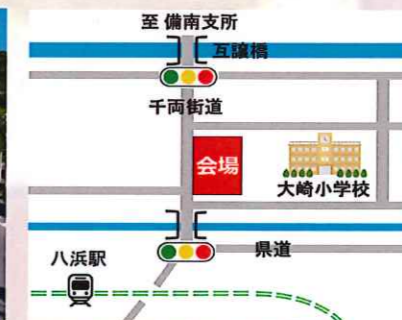 至 備南支所
互譲橋
千両街道
会場
大崎小学校
県道
八浜駅